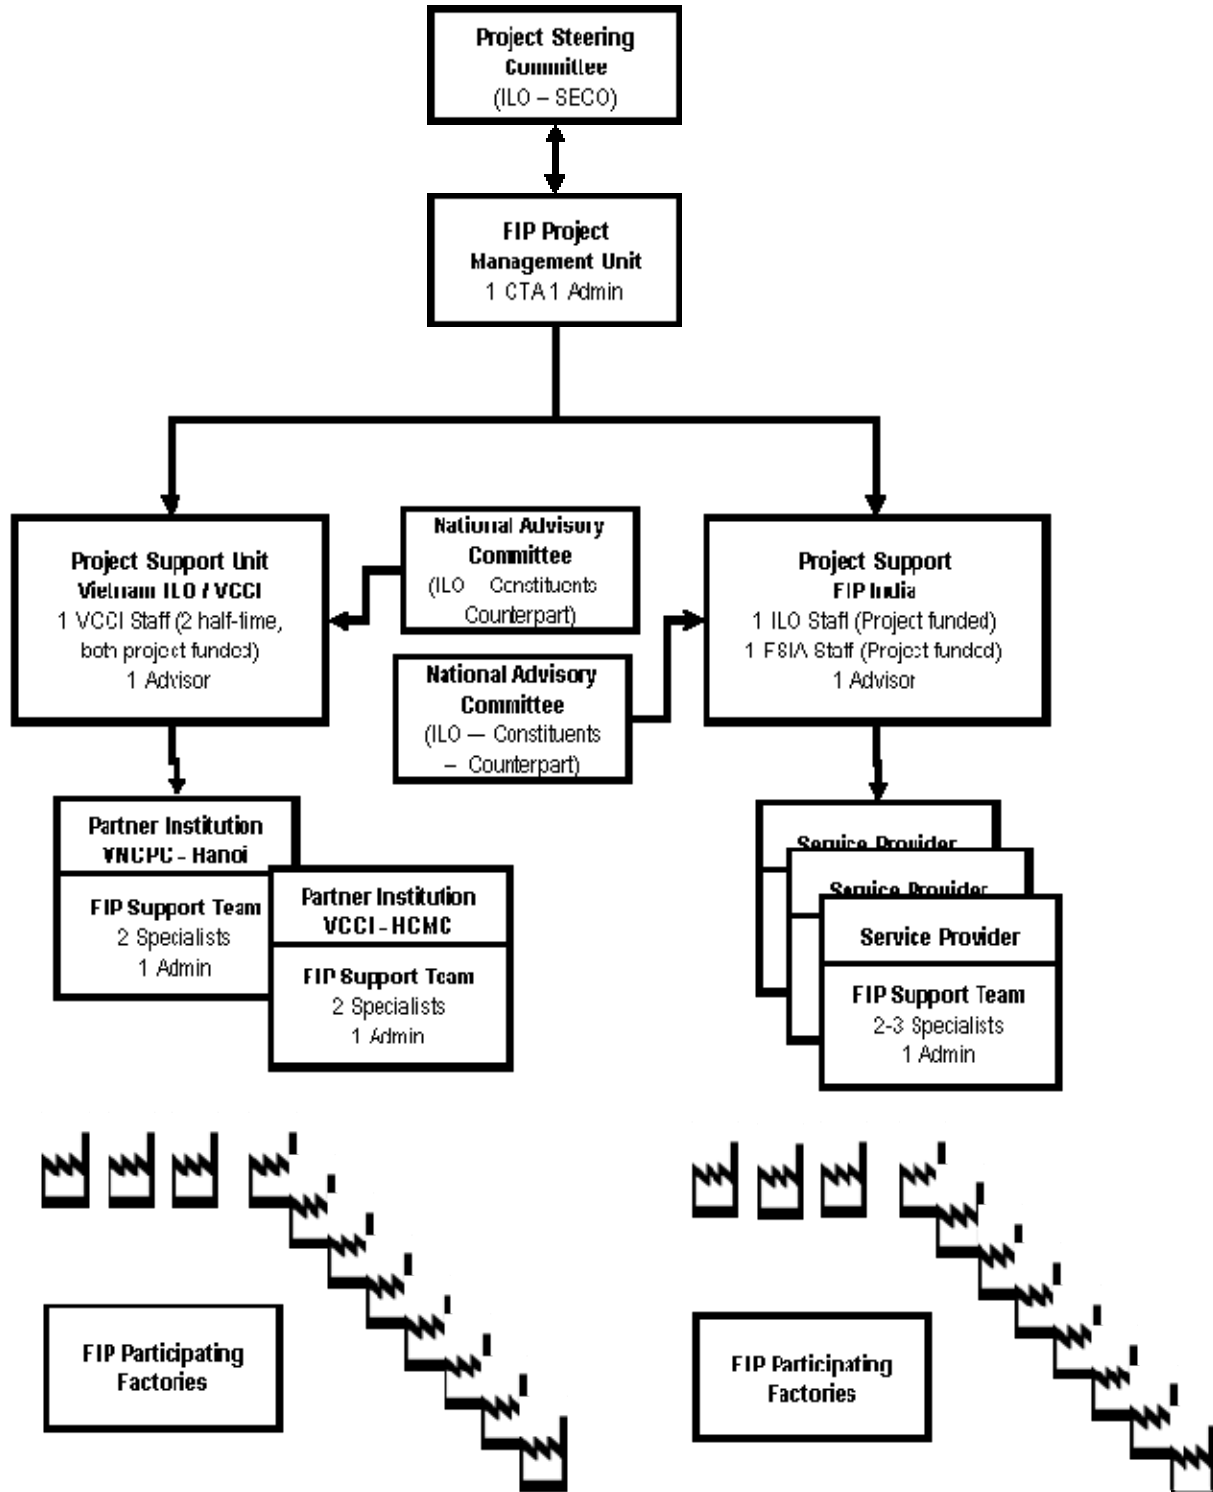 Project Steering
Committee
(ILO – SECO)
FIP Project
Management Unit
1 CTA 1 Admin
Project Support Unit
Vietnam ILO / VCCI
1 VCCI Staff (2 half-time,
both project funded)
1 Advisor
National Advisory
Committee
(ILO — Constituents
Counterpart)
National Advisory
Committee
(ILO — Constituents
– Counterpart)
Project Support
FIP India
1 ILO Staff (Project funded)
1 FSIA Staff (Project funded)
1 Advisor
Partner Institution
VNCPC - Hanoi
FIP Support Team
2 Specialists
1 Admin
Partner Institution
VCCI - HCMC
FIP Support Team
2 Specialists
1 Admin
Service Provider
Service Provider
Service Provider
FIP Support Team
2-3 Specialists
1 Admin
FIP Participating
Factories
FIP Participating
Factories